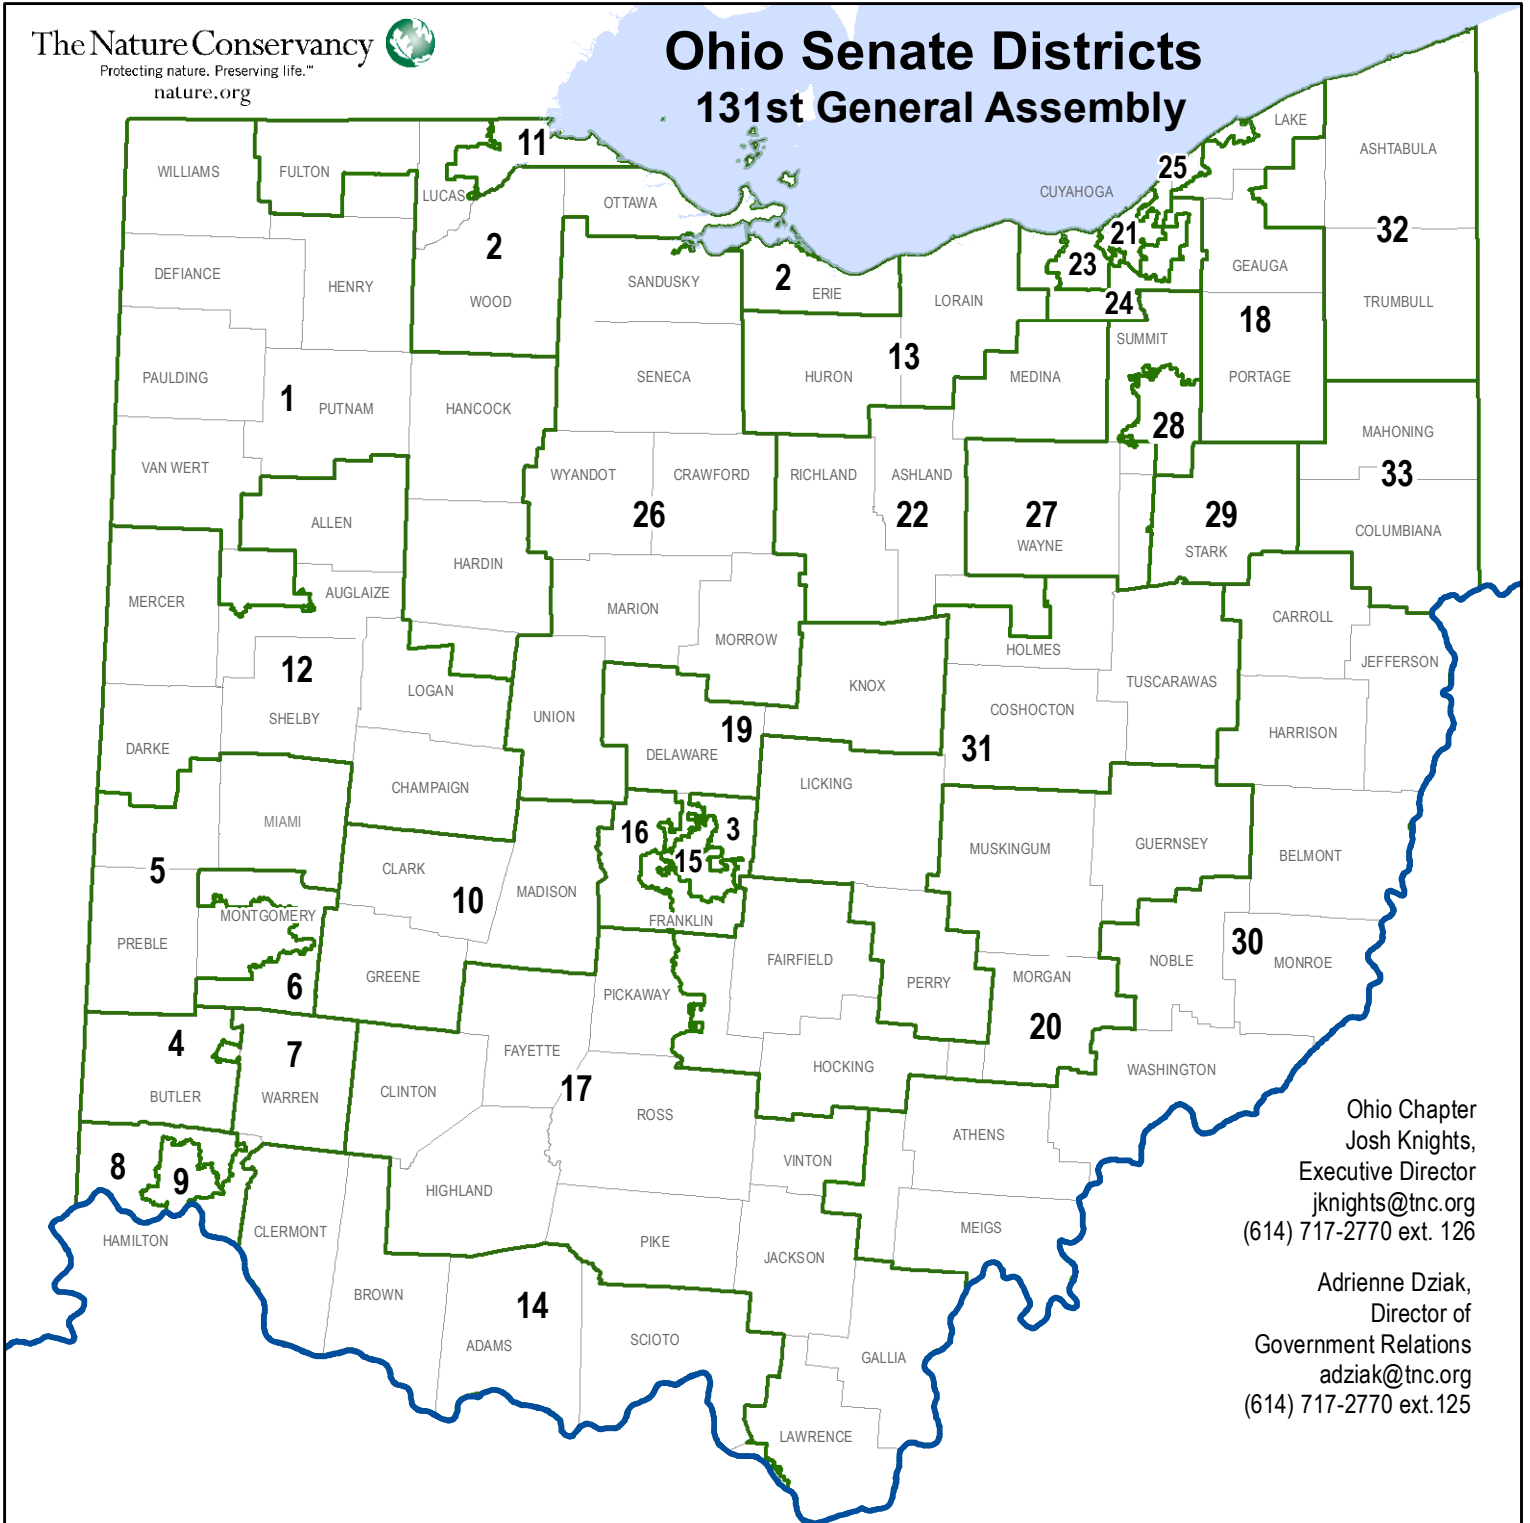 The Nature Conservancy
Protecting nature. Preserving life.™
nature.org
Ohio Senate Districts
131st General Assembly
LAKE
11
ASHTABULA
WILLIAMS
FULTON
25
LUCAS
CUYAHOGA
OTTAWA
32
21
2
23
GEAUGA
DEFIANCE
HENRY
SANDUSKY
2
ERIE
WOOD
LORAIN
24
TRUMBULL
18
SUMMIT
13
PAULDING
SENECA
HURON
MEDINA
PORTAGE
1
PUTNAM
HANCOCK
28
MAHONING
VAN WERT
WYANDOT
CRAWFORD
RICHLAND
ASHLAND
33
26
22
27
29
ALLEN
COLUMBIANA
WAYNE
STARK
HARDIN
MERCER
AUGLAIZE
MARION
CARROLL
MORROW
HOLMES
JEFFERSON
12
LOGAN
KNOX
TUSCARAWAS
COSHOCTON
SHELBY
UNION
19
HARRISON
DARKE
DELAWARE
31
CHAMPAIGN
LICKING
MIAMI
16
3
GUERNSEY
MUSKINGUM
BELMONT
5
CLARK
15
MADISON
10
MONTGOMERY
FRANKLIN
PREBLE
30
FAIRFIELD
NOBLE
MONROE
GREENE
6
PICKAWAY
PERRY
MORGAN
20
4
7
FAYETTE
HOCKING
WASHINGTON
17
BUTLER
WARREN
CLINTON
ROSS
ATHENS
8
9
VINTON
HIGHLAND
CLERMONT
HAMILTON
PIKE
MEIGS
JACKSON
BROWN
14
ADAMS
SCIOTO
GALLIA
LAWRENCE
Ohio Chapter
Josh Knights,
Executive Director
jknights@tnc.org
(614) 717-2770 ext. 126
Adrienne Dziak,
Director of
Government Relations
adziak@tnc.org
(614) 717-2770 ext.125